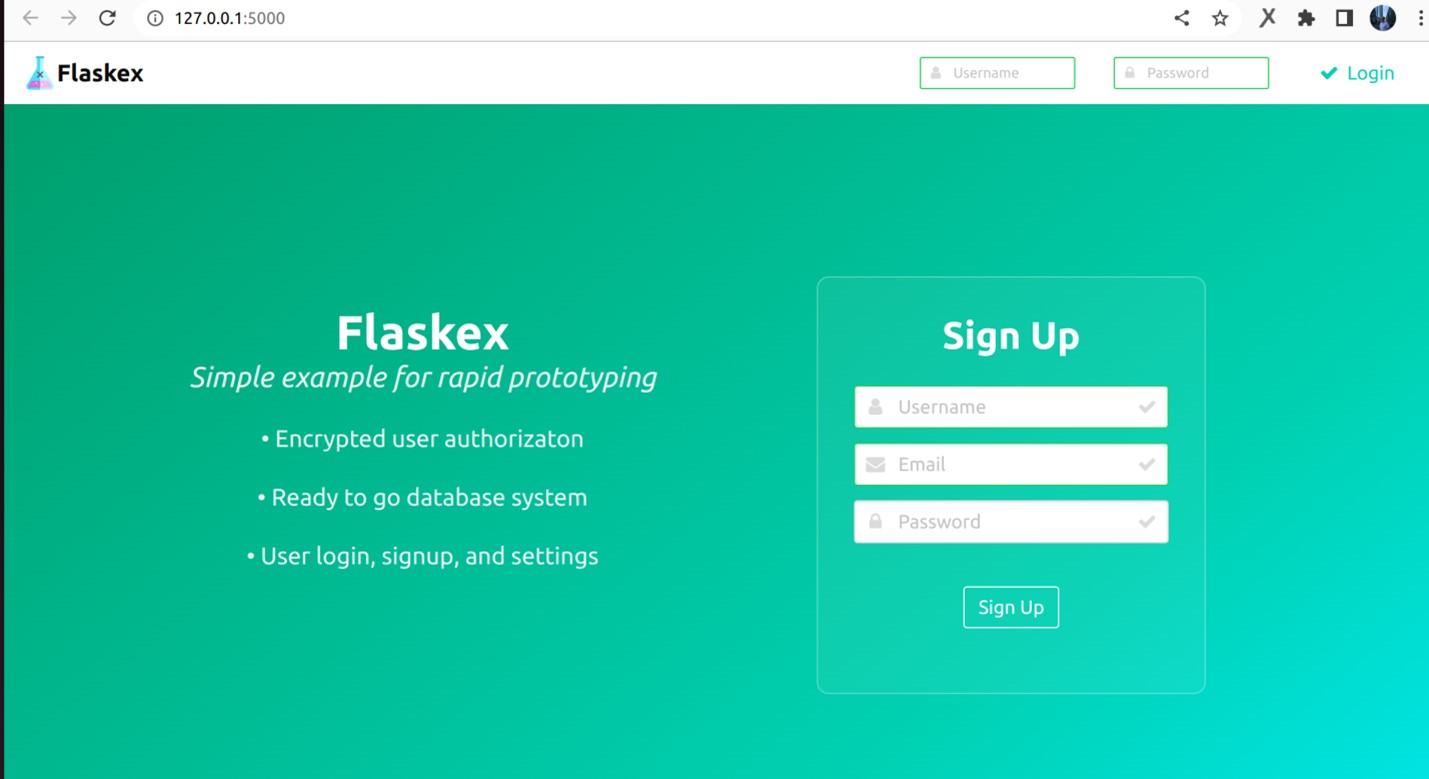 127.0.0.1:5000
Flaskex
Username
Password
Login
Flaskex
Simple example for rapid prototyping
• Encrypted user authorizaton
• Ready to go database system
• User login, signup, and settings
Sign Up
Username
Email
Password
Sign Up